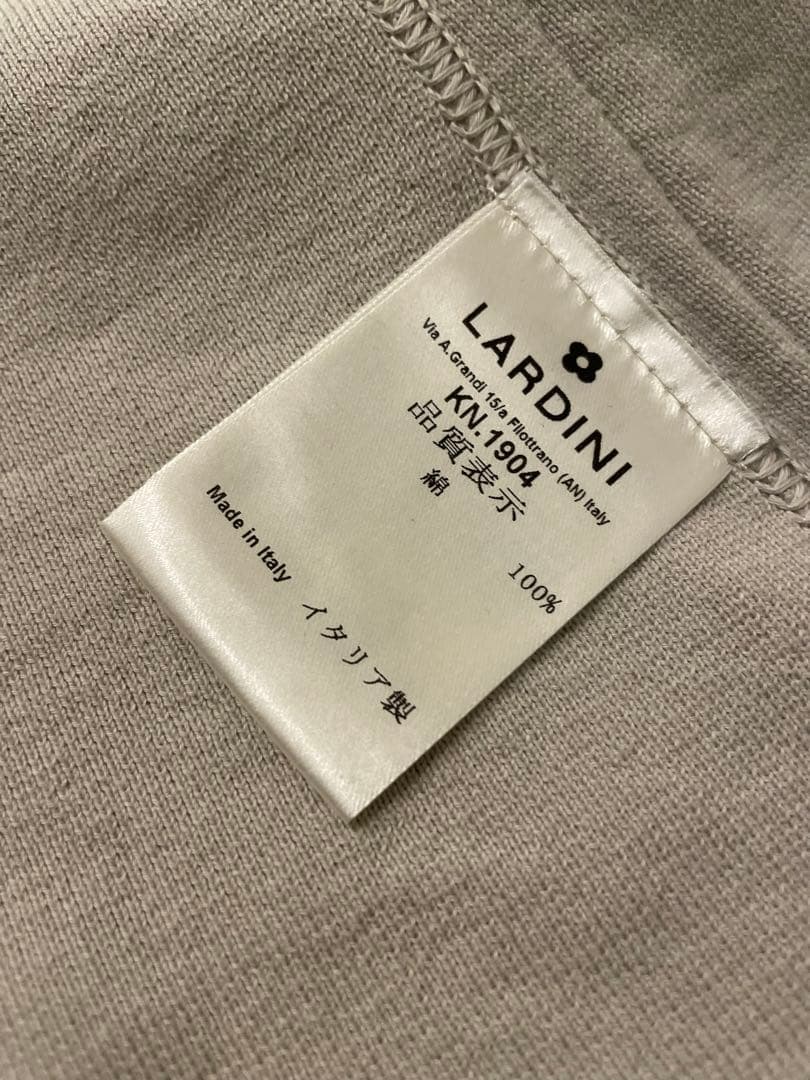 LARDINI
Via A.Grandi 15/a Filottrano (AN) Italy
KN.1904
品質表示
綿 100%
Made in Italy イタリア製